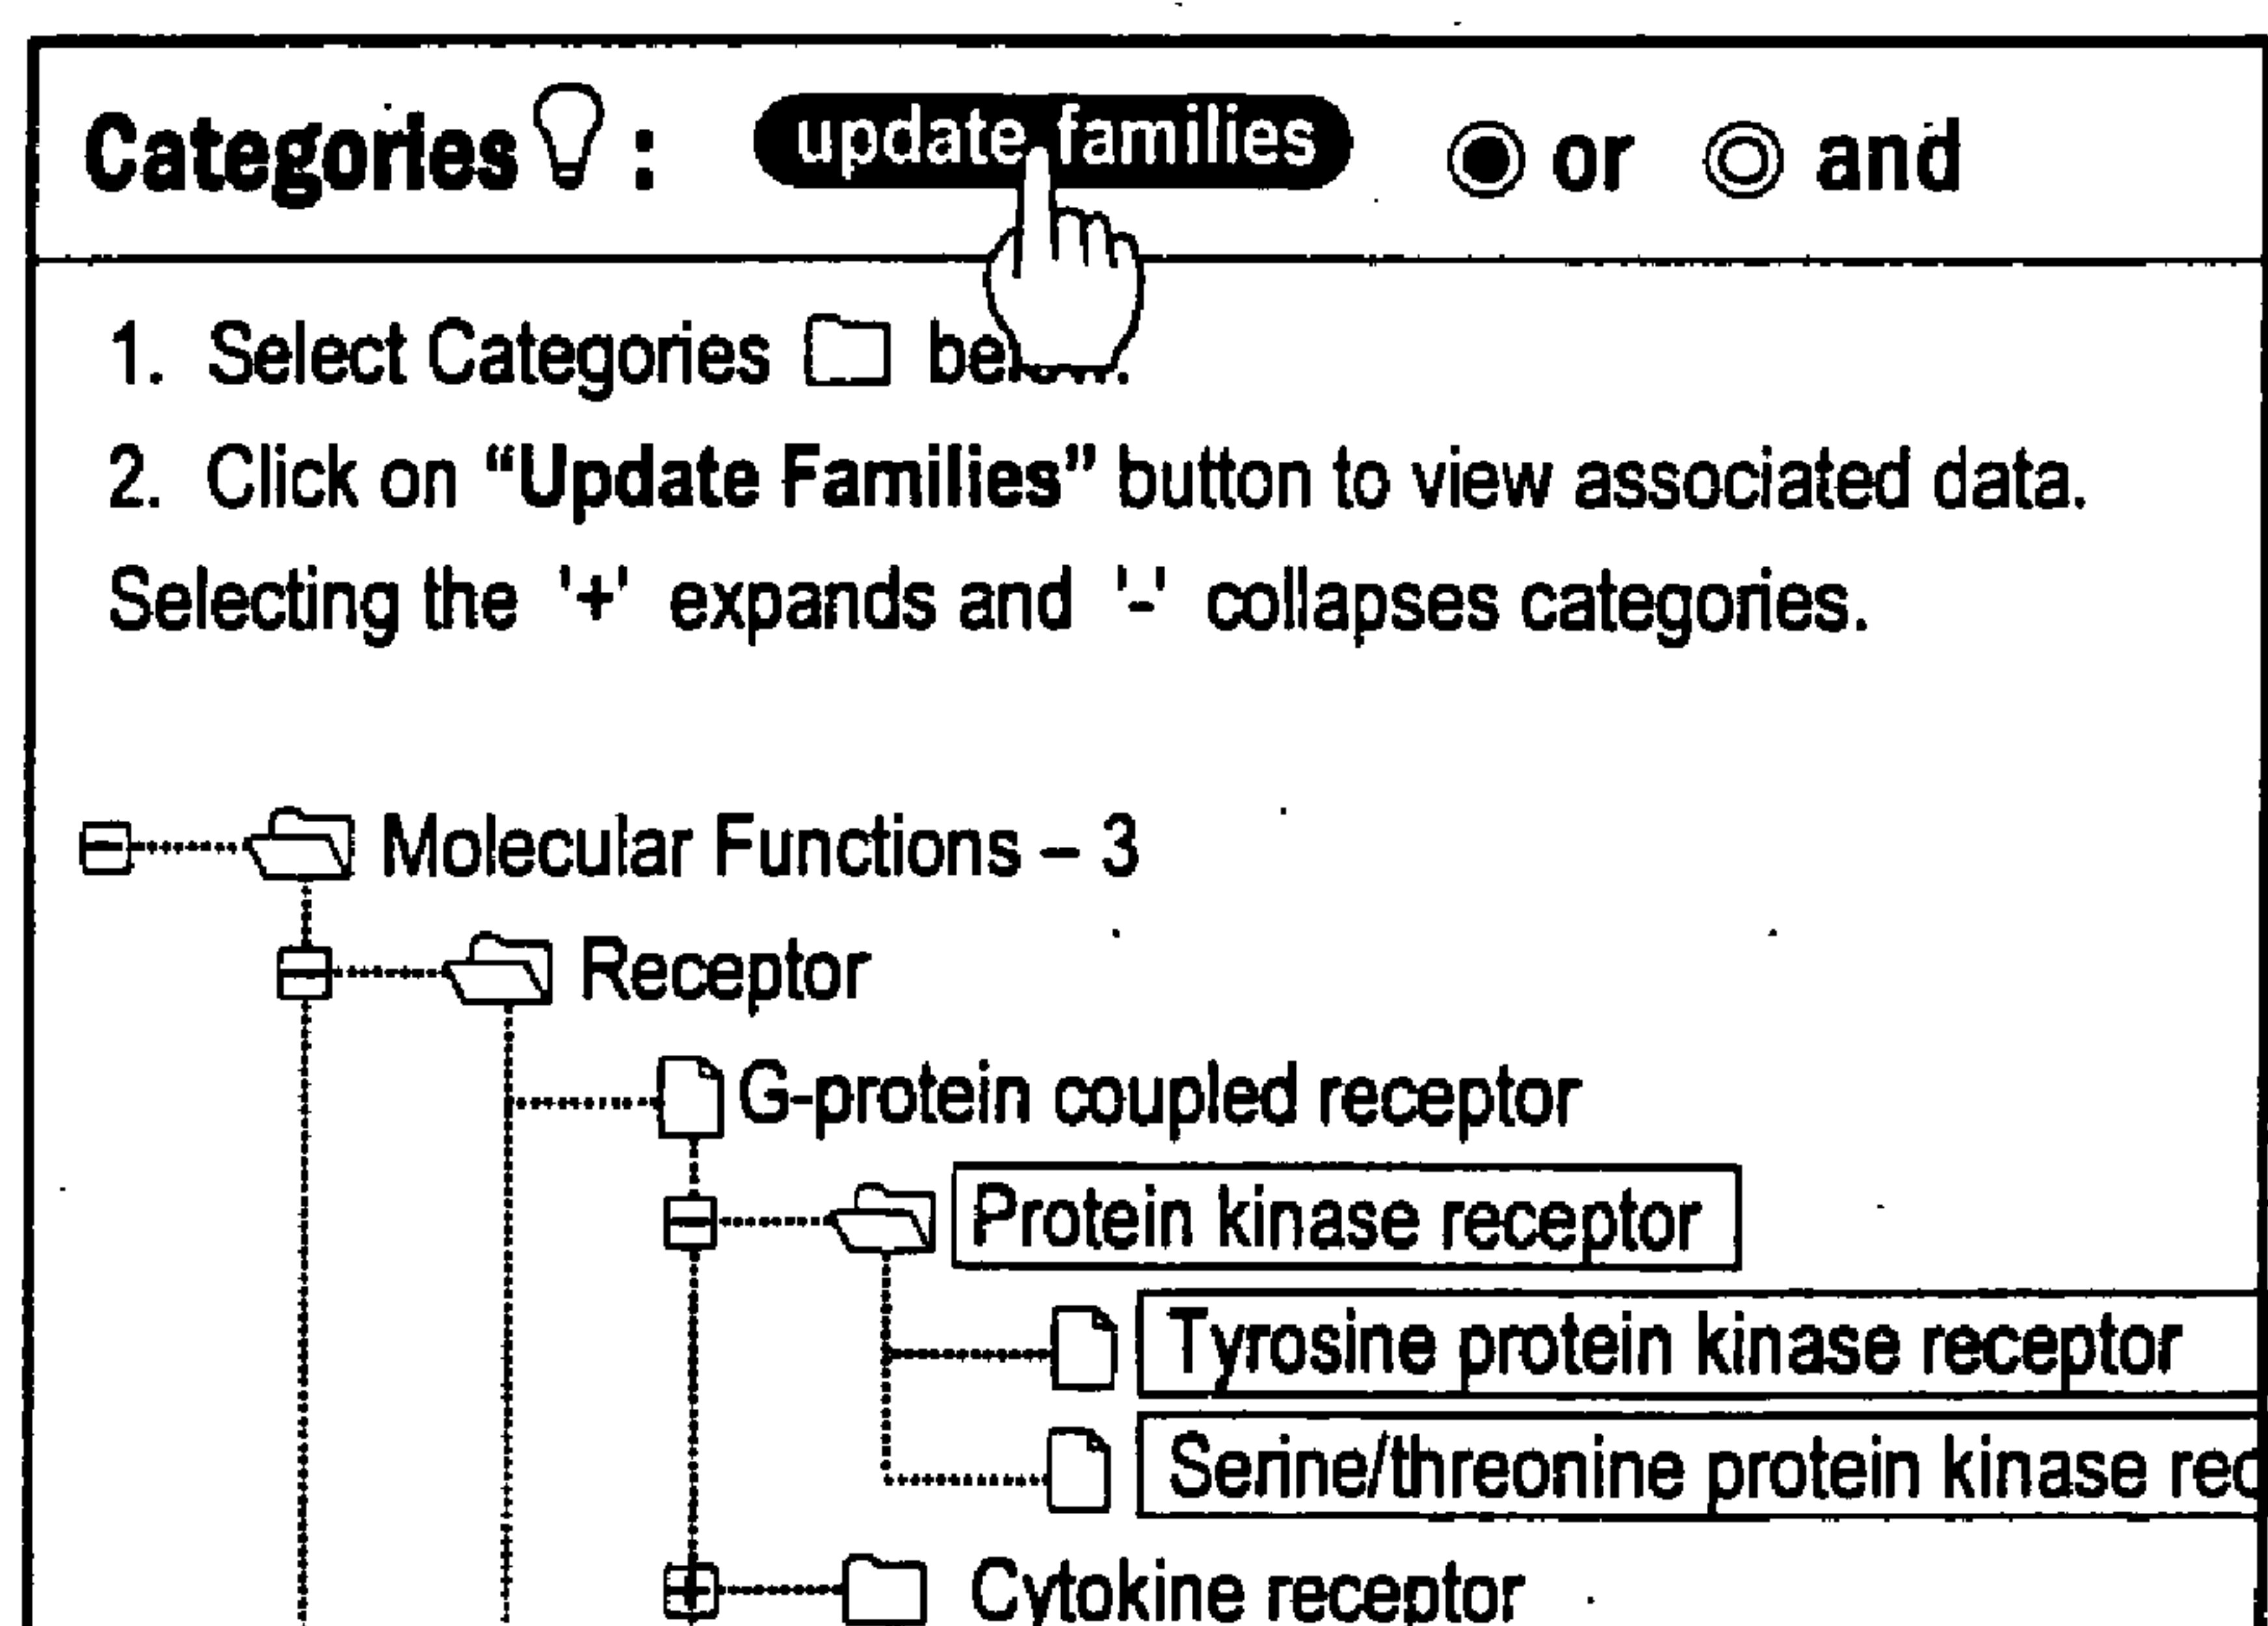 Categories : update families or and
1. Select Categories
2. Click on “Update Families” button to view associated data.
Selecting the '+' expands and '-' collapses categories.
Molecular Functions – 3
Receptor
G-protein coupled receptor
Protein kinase receptor
Tyrosine protein kinase receptor
Serine/threonine protein kinase
Cytokine receptor